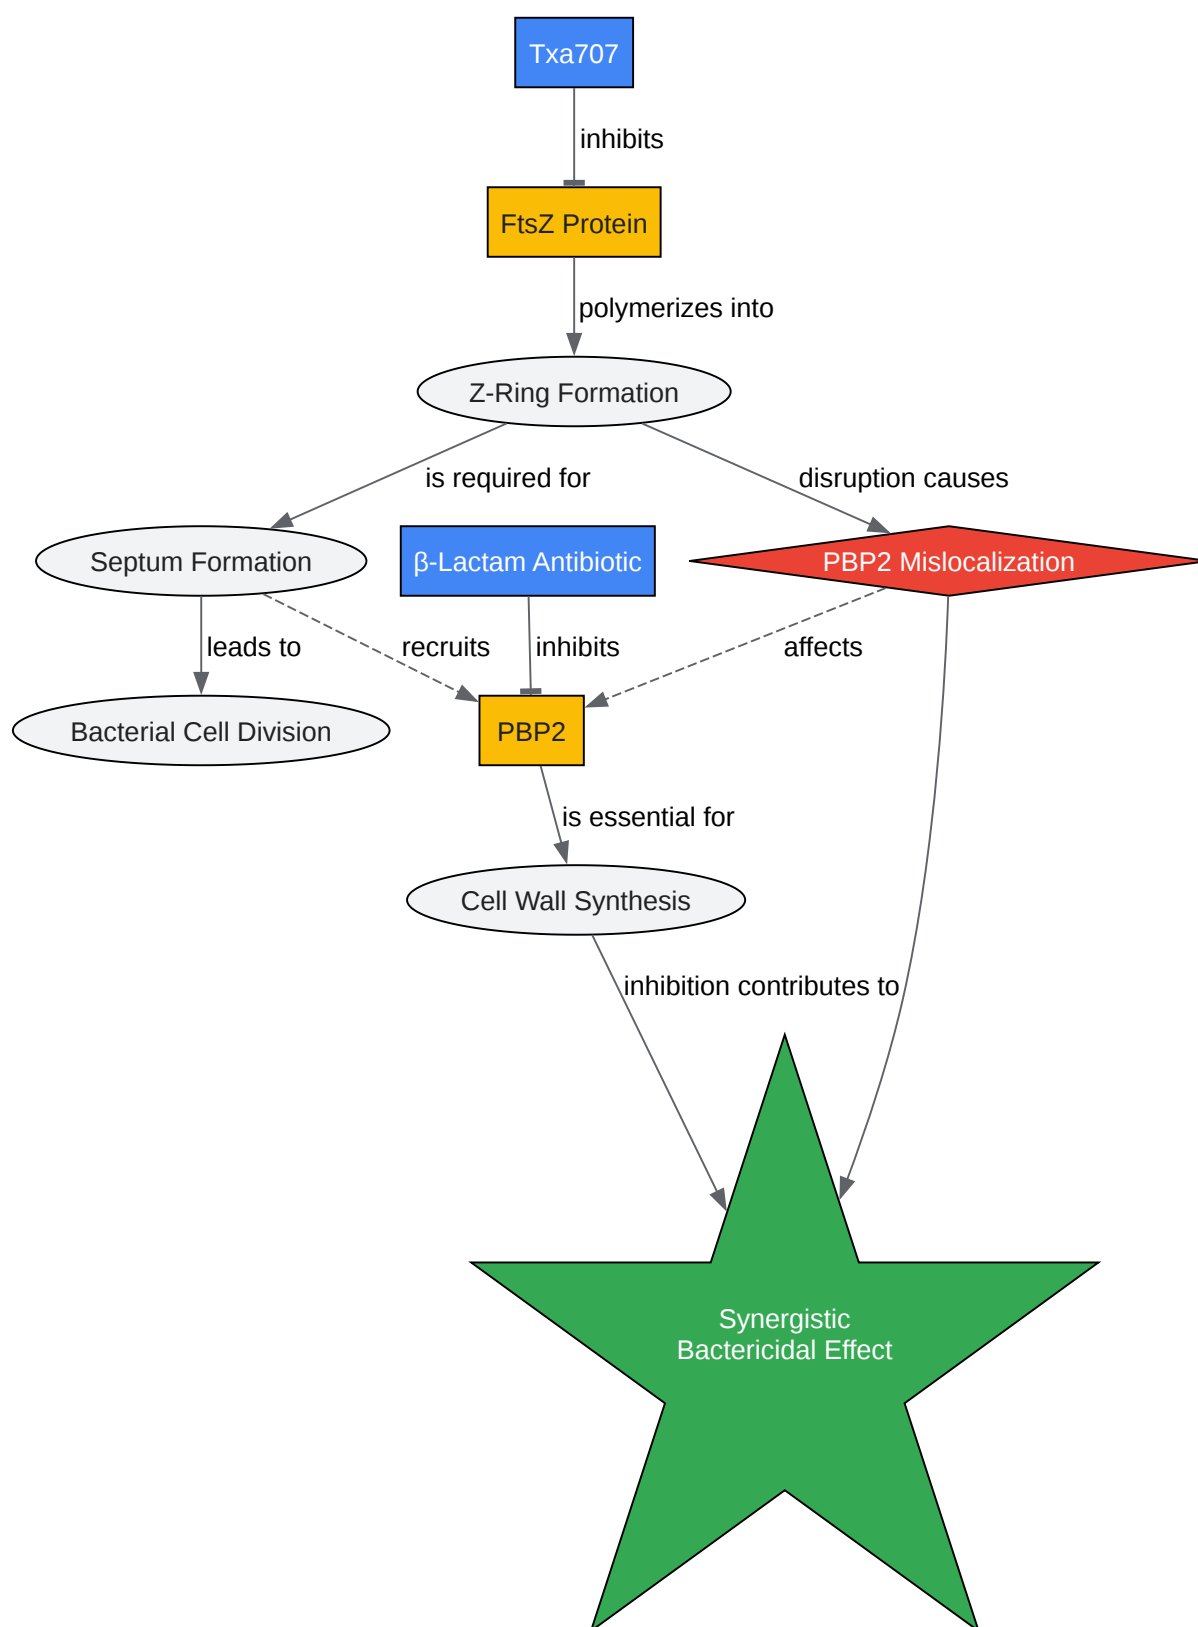 Txa707
inhibits
FtsZ Protein
polymerizes into
Z-Ring Formation
is required for
disruption causes
Septum Formation
β-Lactam Antibiotic
PBP2 Mislocalization
leads to
recruits
inhibits
affects
Bacterial Cell Division
PBP2
is essential for
Cell Wall Synthesis
inhibition contributes to
Synergistic
Bactericidal Effect